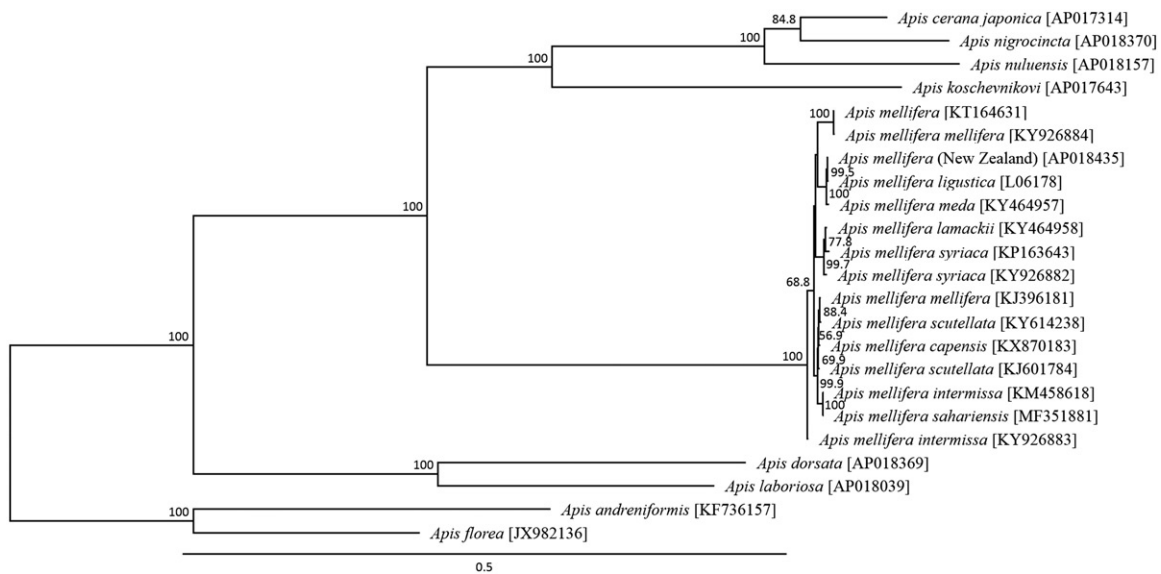 84.8
Apis cerana japonica [AP017314]
100
Apis nigrocincta [AP018370]
100
Apis nuluensis [AP018157]
Apis koschevnikovi [AP017643]
100
Apis mellifera [KT164631]
Apis mellifera mellifera [KY926884]
Apis mellifera (New Zealand) [AP018435]
99.5
Apis mellifera ligustica [L06178]
100
100
Apis mellifera meda [KY464957]
Apis mellifera lamackii [KY464958]
77.8
Apis mellifera syriaca [KP163643]
99.7
Apis mellifera syriaca [KY926882]
68.8
Apis mellifera mellifera [KJ396181]
88.4
Apis mellifera scutellata [KY614238]
56.9
100
Apis mellifera capensis [KX870183]
100
69.9
Apis mellifera scutellata [KJ601784]
99.9
Apis mellifera intermissa [KM458618]
100
Apis mellifera sahariensis [MF351881]
Apis mellifera intermissa [KY926883]
100
Apis dorsata [AP018369]
Apis laboriosa [AP018039]
100
Apis andreniformis [KF736157]
Apis florea [JX982136]
0.5